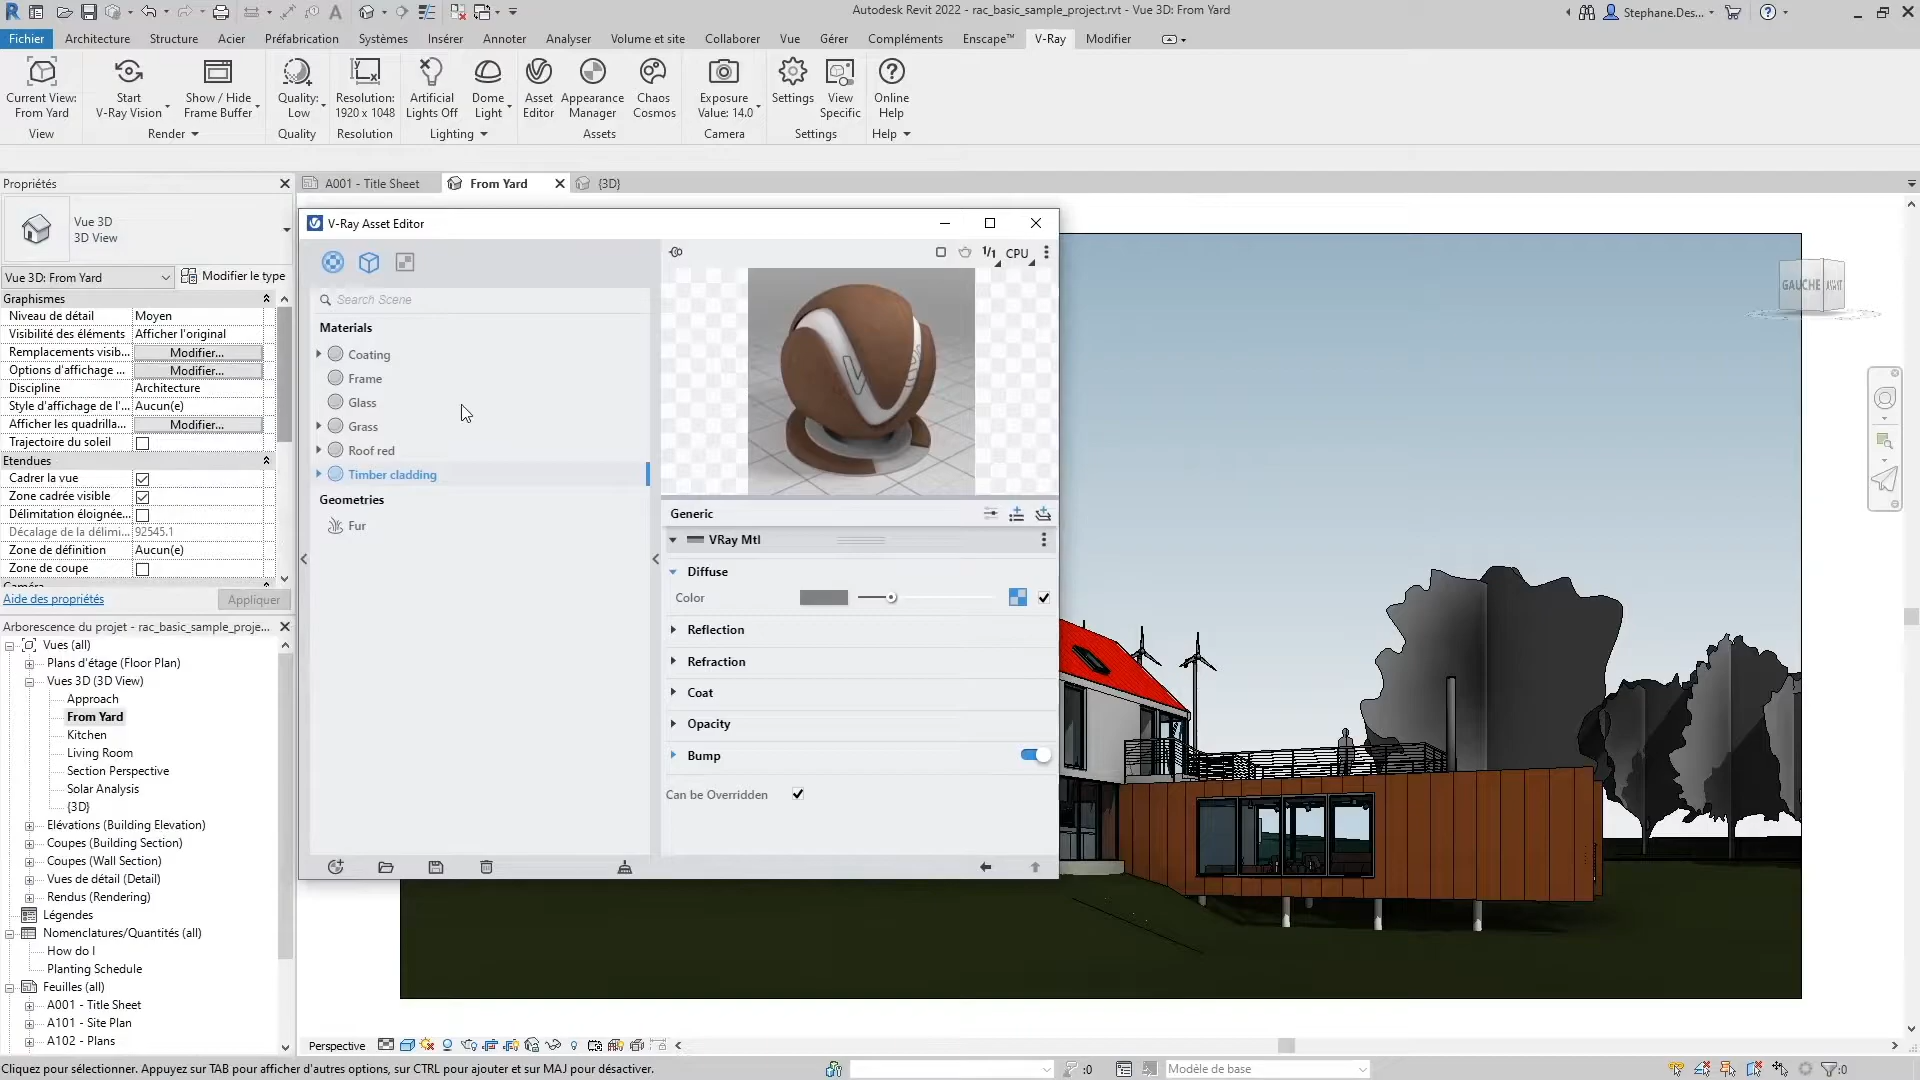 Autodesk Revit 2022 - rac_basic_sample_project.rvt - Vue 3D: From Yard
Stephane.Des...
Fichier Architecture Structure Acier Préfabrication Systèmes Insérer Annoter Analyser Volume et site Collaborer Vue Gérer Compléments Enscape™ V-Ray Modifier
Current View: From Yard
Start V-Ray Vision
Show / Hide Frame Buffer
Quality: Low
Resolution: 1920 x 1048
Artificial Lights Off
Dome Light
Asset Editor
Appearance Manager
Chaos Cosmos
Exposure Value: 14.0
Settings
View Specific
Online Help
View Render Quality Resolution Lighting Assets Camera Settings Help
Propriétés
A001 - Title Sheet
From Yard
{3D}
Vue 3D
3D View
Vue 3D: From Yard
Modifier le type
Graphismes
Niveau de détail Moyen
Visibilité des éléments Afficher l'original
Remplacements visib... Modifier...
Options d'affichage ... Modifier...
Discipline Architecture
Style d'affichage de l'... Aucun(e)
Afficher les quadrilla... Modifier...
Trajectoire du soleil
Etendues
Cadrer la vue
Zone cadrée visible
Délimitation éloignée...
Décalage de la délimi... 92545.1
Zone de définition Aucun(e)
Zone de coupe
Caméra
Aide des propriétés
Appliquer
Arborescence du projet - rac_basic_sample_proje...
Vues (all)
Plans d'étage (Floor Plan)
Vues 3D (3D View)
Approach
From Yard
Kitchen
Living Room
Section Perspective
Solar Analysis
{3D}
Elévations (Building Elevation)
Coupes (Building Section)
Coupes (Wall Section)
Vues de détail (Detail)
Rendus (Rendering)
Légendes
Nomenclatures/Quantités (all)
How do I
Planting Schedule
Feuilles (all)
A001 - Title Sheet
A101 - Site Plan
A102 - Plans
V-Ray Asset Editor
Search Scene
Materials
Coating
Frame
Glass
Grass
Roof red
Timber cladding
Geometries
Fur
1/1 CPU
Generic
VRay Mtl
Diffuse
Color
Reflection
Refraction
Coat
Opacity
Bump
Can be Overridden
GAUCHE
AVANT
Perspective
Cliquez pour sélectionner. Appuyez sur TAB pour afficher d'autres options, sur CTRL pour ajouter et sur MAJ pour désactiver.
:0
Modèle de base
:0